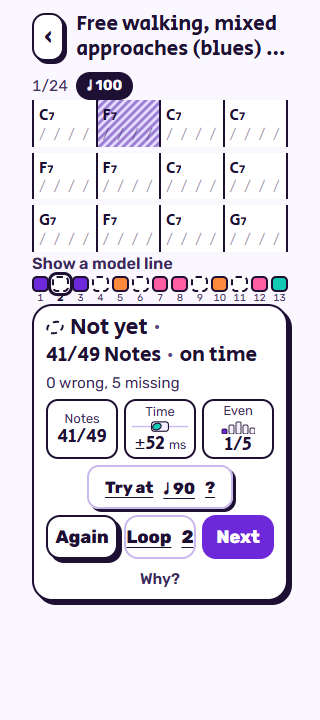 Free walking, mixed
approaches (blues) ...
1/24 ♩100
C7 F7 C7 C7
/ / / / / / / / / / / / / / / /
F7 F7 C7 C7
/ / / / / / / / / / / / / / / /
G7 F7 C7 G7
/ / / / / / / / / / / / / / / /
Show a model line
1 2 3 4 5 6 7 8 9 10 11 12 13
Not yet ·
41/49 Notes · on time
0 wrong, 5 missing
Notes Time Even
41/49 ±52 ms 1/5
Try at ♩90 ?
Again Loop 2 Next
Why?